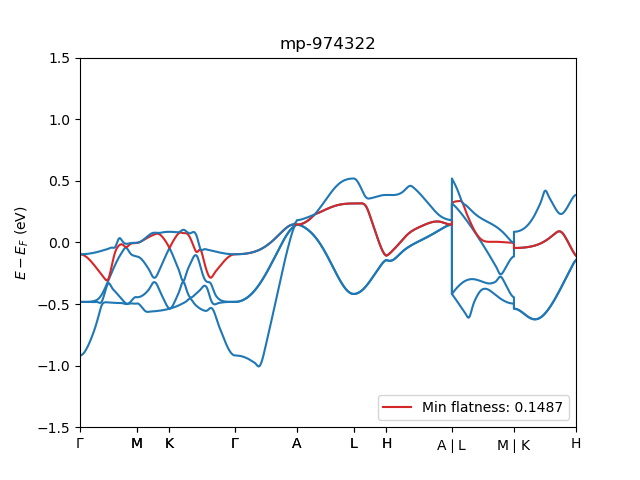 mp-974322
E − E_F (eV)
1.5
1.0
0.5
0.0
−0.5
−1.0
−1.5
Min flatness: 0.1487
Γ M K Γ A L H A | L M | K H